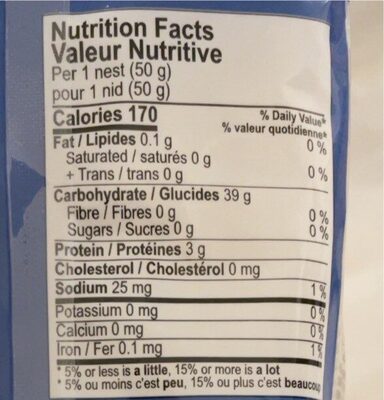 Nutrition Facts
Valeur Nutritive
Per 1 nest (50 g)
pour 1 nid (50 g)
Calories 170 % Daily Value*
% valeur quotidienne*
Fat / Lipides 0.1 g 0 %
Saturated / saturés 0 g
+ Trans / trans 0 g 0 %
Carbohydrate / Glucides 39 g
Fibre / Fibres 0 g 0 %
Sugars / Sucres 0 g 0 %
Protein / Protéines 3 g
Cholesterol / Cholestérol 0 mg
Sodium 25 mg 1 %
Potassium 0 mg 0 %
Calcium 0 mg 0 %
Iron / Fer 0.1 mg 1 %
* 5% or less is a little, 15% or more is a lot
* 5% ou moins c'est peu, 15% ou plus c'est beaucoup